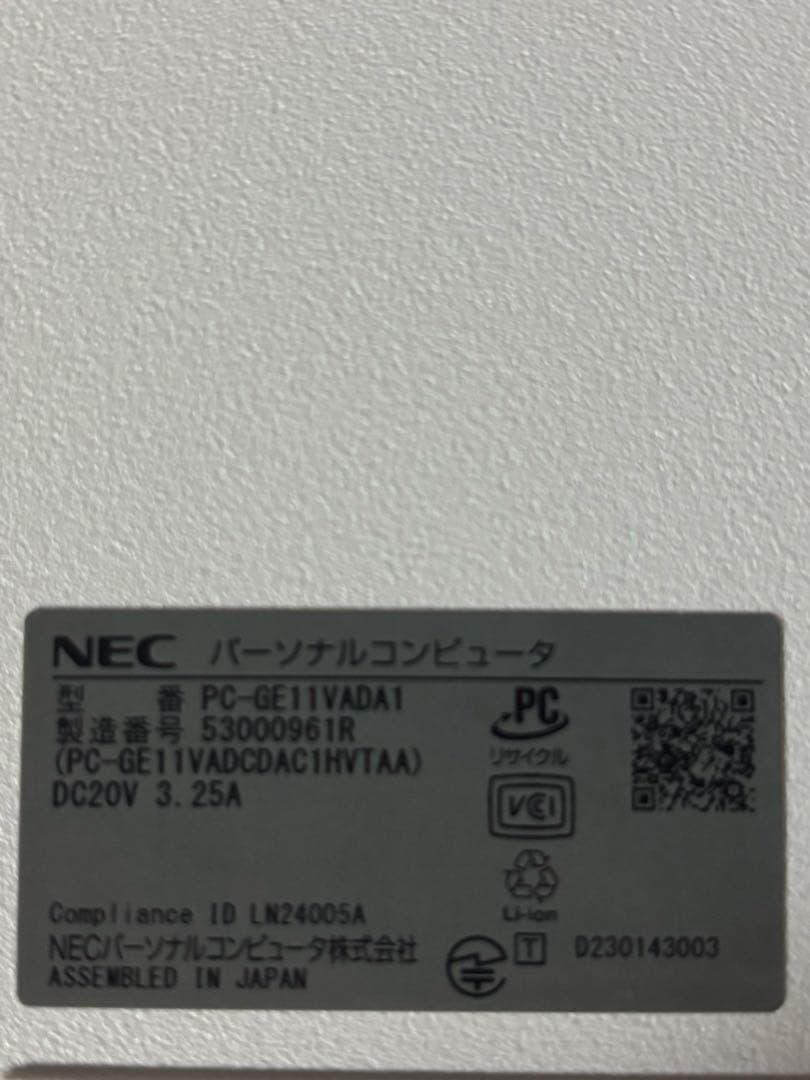 NEC パーソナルコンピュータ
型 番 PC-GE11VADA1
製造番号 53000961R
(PC-GE11VADCDAC1HVTAA)
DC20V 3.25A
PC
リサイクル
VCCI
Li-ion
Compliance ID LN24005A
NECパーソナルコンピュータ株式会社
ASSEMBLED IN JAPAN
T D230143003